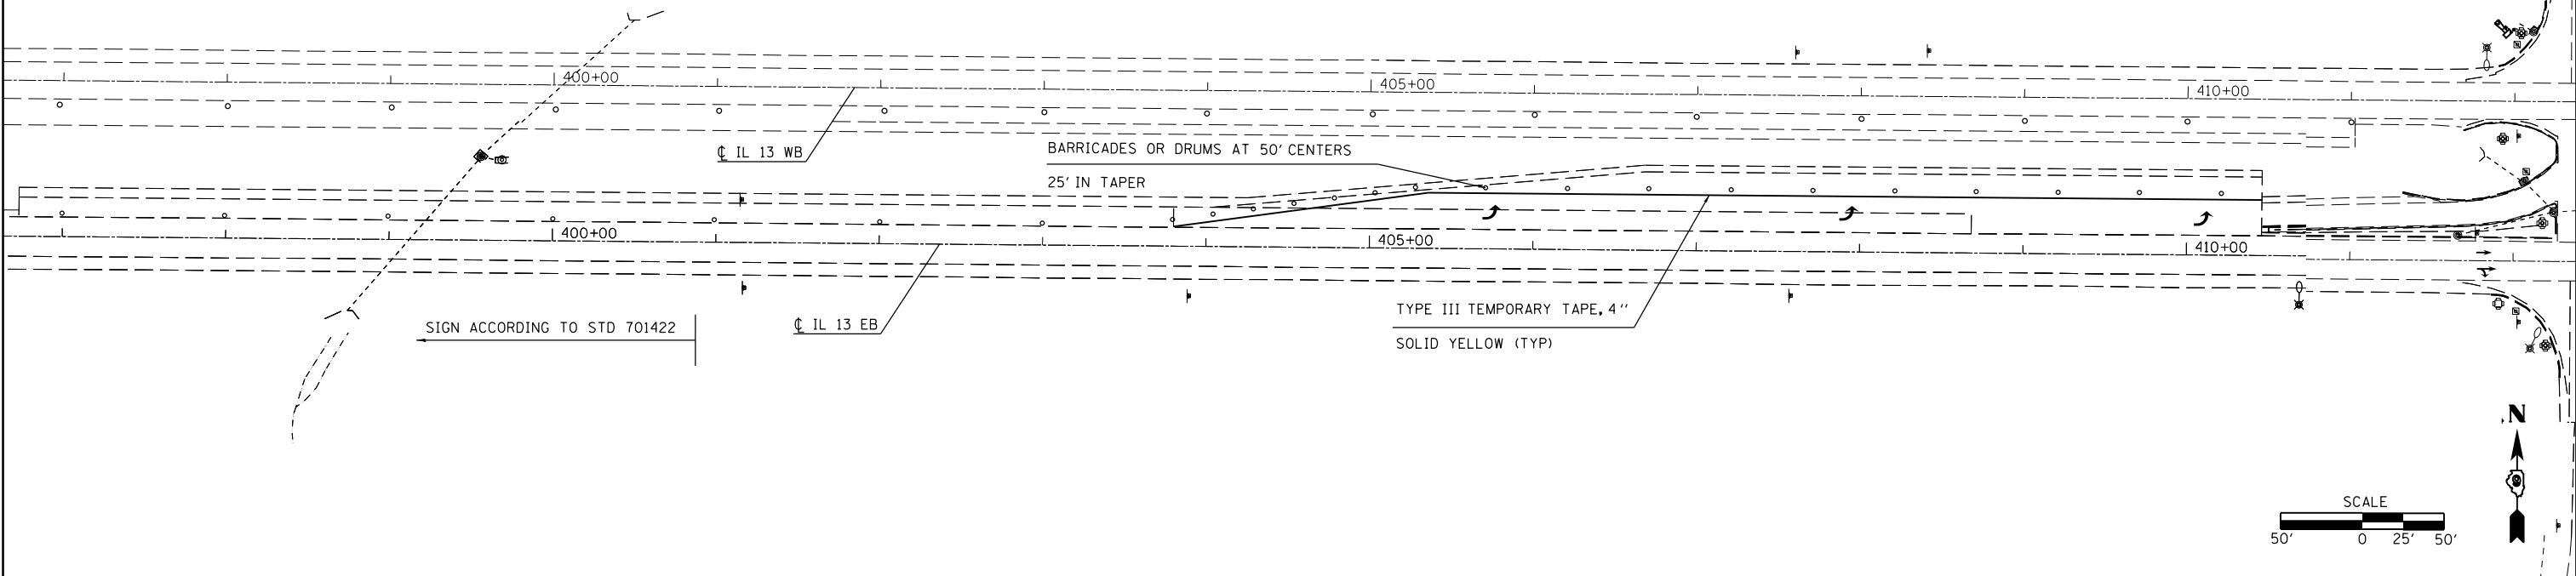 400+00
405+00
410+00
℄ IL 13 WB
BARRICADES OR DRUMS AT 50' CENTERS
25' IN TAPER
400+00
405+00
410+00
SIGN ACCORDING TO STD 701422
℄ IL 13 EB
TYPE III TEMPORARY TAPE, 4''
SOLID YELLOW (TYP)
N
SCALE
50' 0 25' 50'